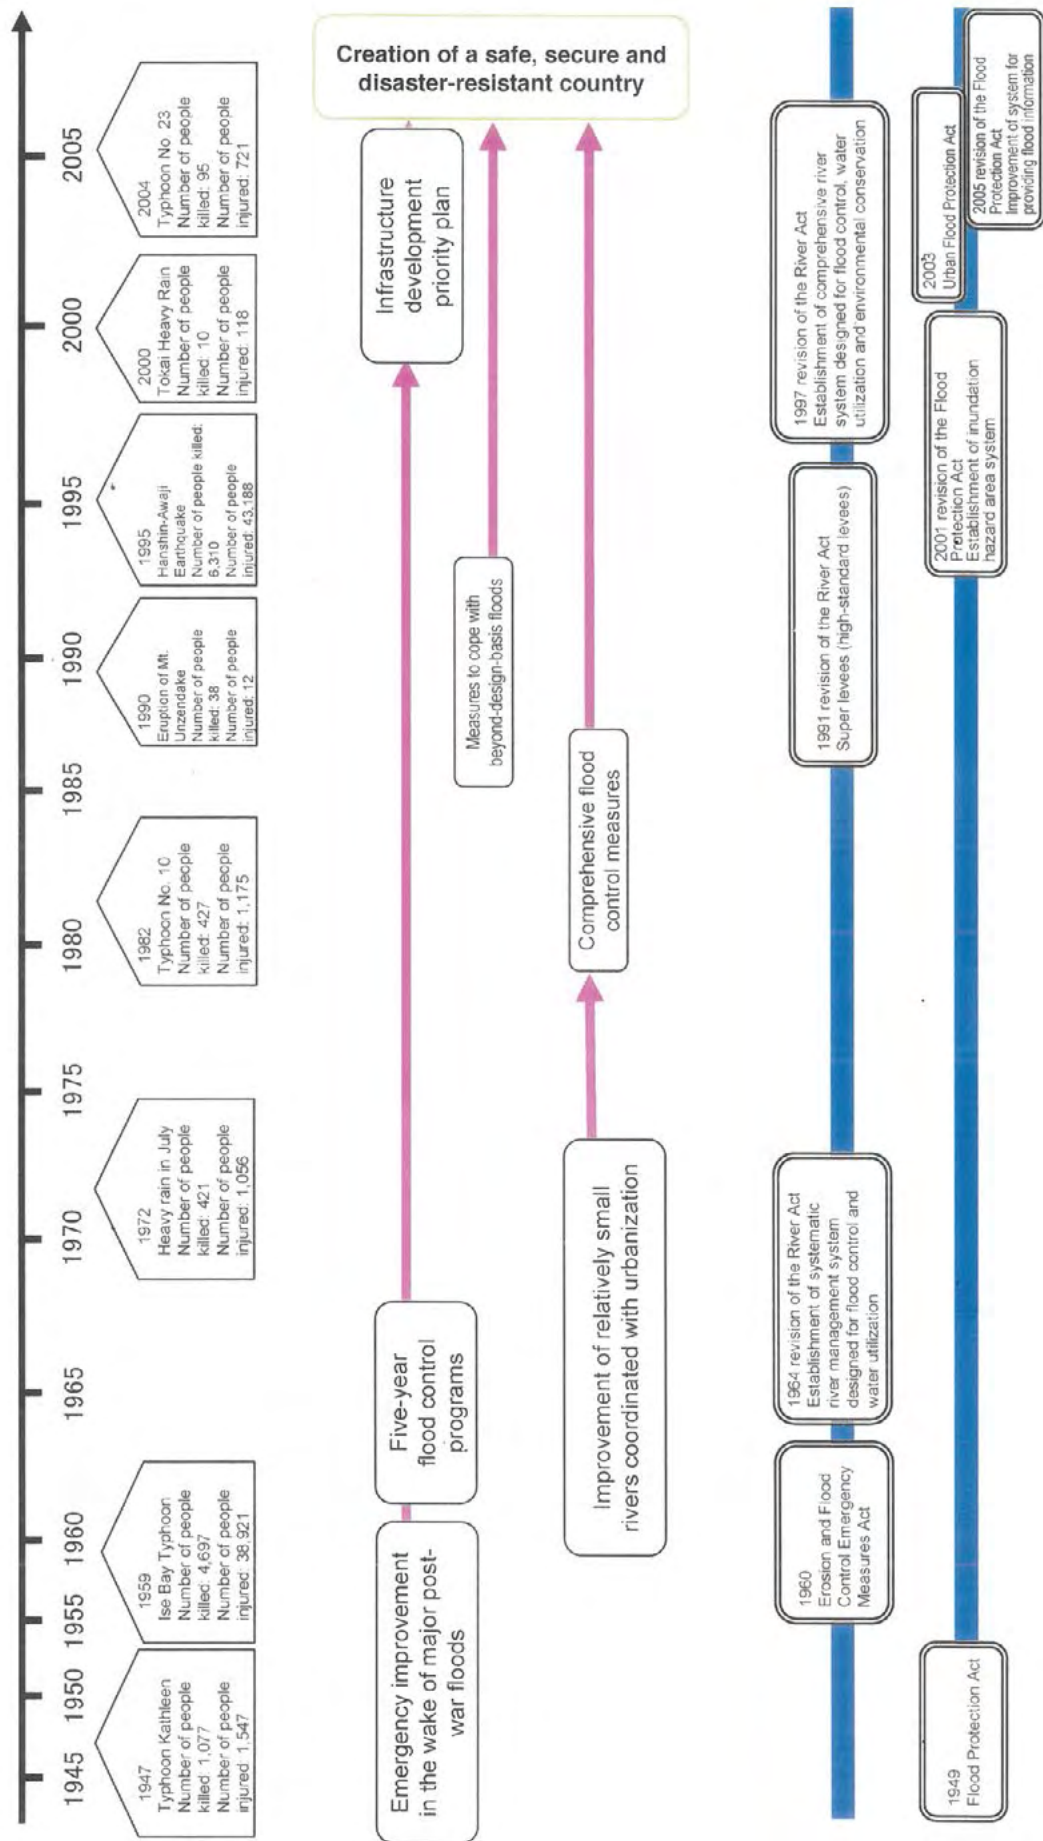 1945
1950
1955
1960
1965
1970
1975
1980
1985
1990
1995
2000
2005
1947
Typhoon Kathleen
Number of people
killed: 1,077
Number of people
injured: 1,547
1959
Ise Bay Typhoon
Number of people
killed: 4,697
Number of people
injured: 38,921
1972
Heavy rain in July
Number of people
killed: 421
Number of people
injured: 1,056
1982
Typhoon No. 10
Number of people
killed: 427
Number of people
injured: 1,175
1990
Eruption of Mt.
Unzendake
Number of people
killed: 38
Number of people
injured: 12
1995
Hanshin-Awaji
Earthquake
Number of people killed:
6,310
Number of people
injured: 43,188
2000
Tokai Heavy Rain
Number of people
killed: 10
Number of people
injured: 118
2004
Typhoon No. 23
Number of people
killed: 95
Number of people
injured: 721
Emergency improvement
in the wake of major post-
war floods
Five-year
flood control
programs
Infrastructure
development
priority plan
Creation of a safe, secure and
disaster-resistant country
Measures to cope with
beyond-design-basis floods
Improvement of relatively small
rivers coordinated with urbanization
Comprehensive flood
control measures
1960
Erosion and Flood
Control Emergency
Measures Act
1964 revision of the River Act
Establishment of systematic
river management system
designed for flood control and
water utilization
1991 revision of the River Act
Super levees (high-standard levees)
1997 revision of the River Act
Establishment of comprehensive river
system designed for flood control, water
utilization and environmental conservation
1949
Flood Protection Act
2001 revision of the Flood
Protection Act
Establishment of inundation
hazard area system
2003
Urban Flood Protection Act
2005 revision of the Flood
Protection Act
Improvement of system for
providing flood information